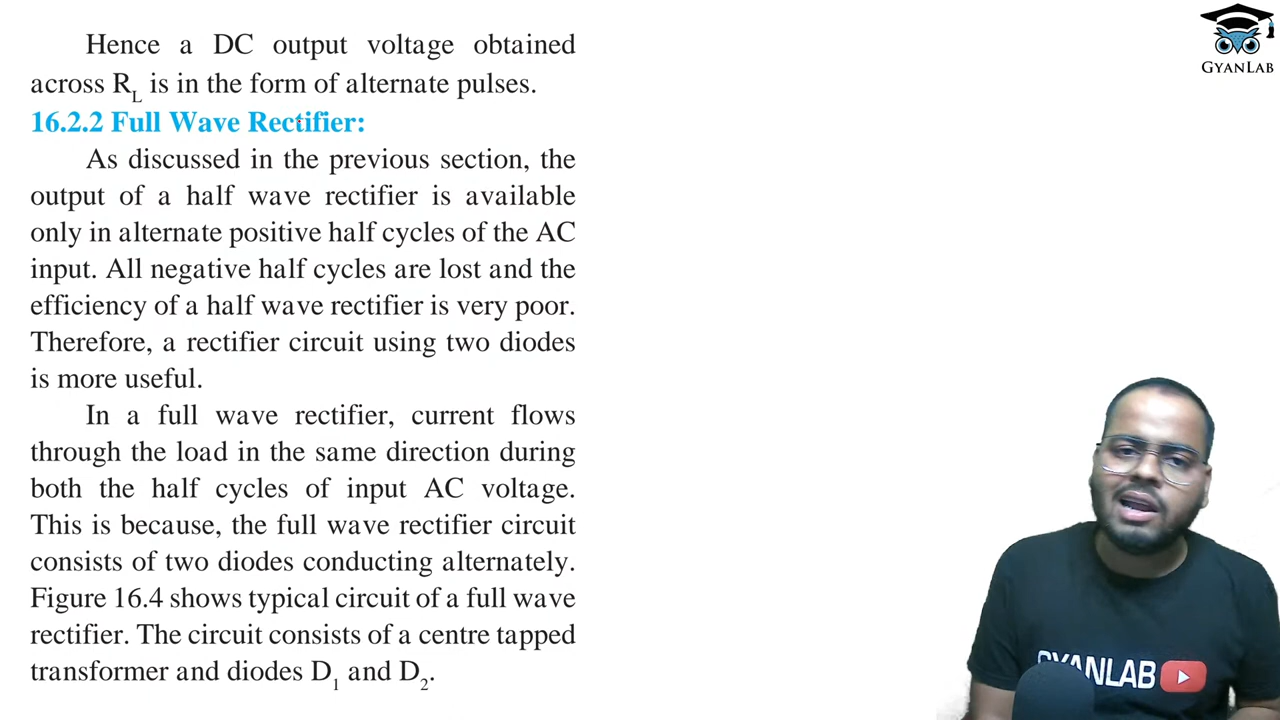 Hence a DC output voltage obtained
across R_L is in the form of alternate pulses.
16.2.2 Full Wave Rectifier:
As discussed in the previous section, the
output of a half wave rectifier is available
only in alternate positive half cycles of the AC
input. All negative half cycles are lost and the
efficiency of a half wave rectifier is very poor.
Therefore, a rectifier circuit using two diodes
is more useful.
In a full wave rectifier, current flows
through the load in the same direction during
both the half cycles of input AC voltage.
This is because, the full wave rectifier circuit
consists of two diodes conducting alternately.
Figure 16.4 shows typical circuit of a full wave
rectifier. The circuit consists of a centre tapped
transformer and diodes D_1 and D_2.
GYANLAB
GYANLAB